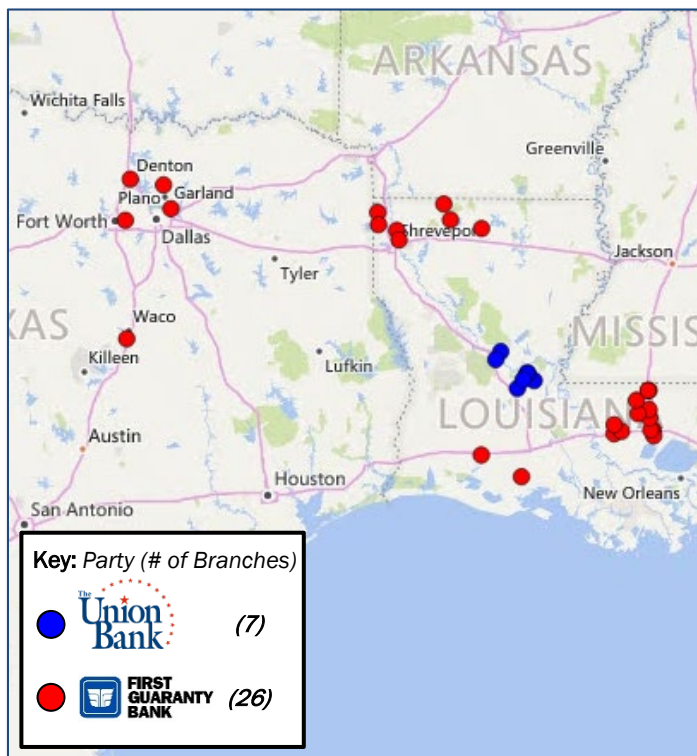 ARKANSAS
Wichita Falls
Greenville
Denton
Plano
Garland
Fort Worth
Dallas
Shrevepor
Tyler
Jackson
XAS
Waco
MISSIS
Killeen
Lufkin
LOUISIAN
Austin
Houston
New Orleans
San Antonio
Key: Party (# of Branches)
The
Union
Bank
(7)
FIRST
GUARANTY
BANK
(26)